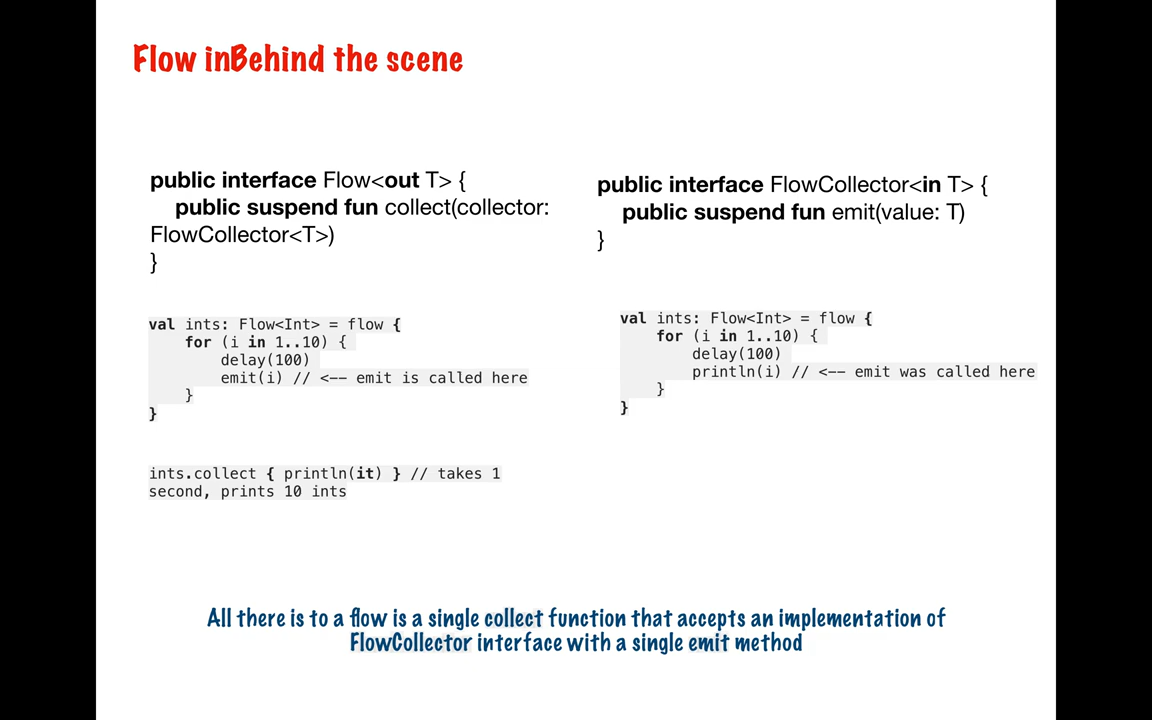 Flow inBehind the scene
public interface Flow<out T> {
public suspend fun collect(collector:
FlowCollector<T>)
}
public interface FlowCollector<in T> {
public suspend fun emit(value: T)
}
val ints: Flow<Int> = flow {
for (i in 1..10) {
delay(100)
emit(i) // <-- emit is called here
}
}
ints.collect { println(it) } // takes 1
second, prints 10 ints
val ints: Flow<Int> = flow {
for (i in 1..10) {
delay(100)
println(i) // <-- emit was called here
}
}
All there is to a flow is a single collect function that accepts an implementation of
FlowCollector interface with a single emit method